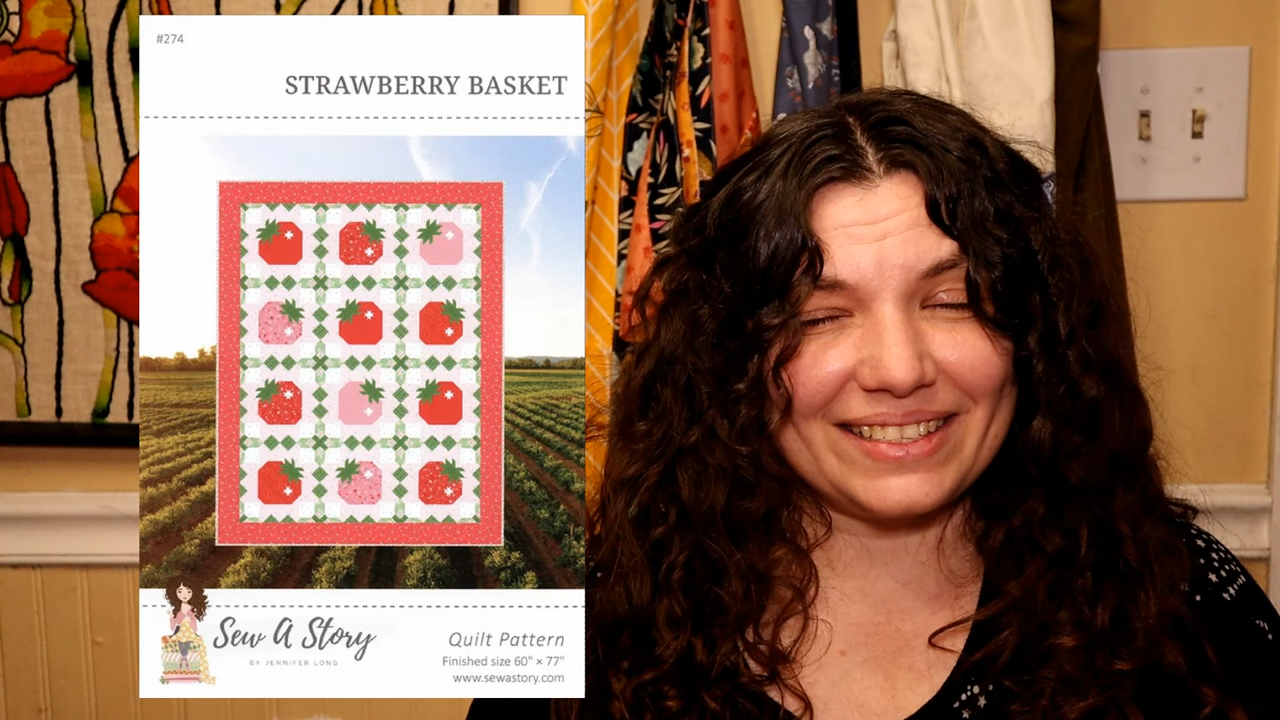 #274
STRAWBERRY BASKET
Sew A Story
BY JENNIFER LONG
Quilt Pattern
Finished size 60" × 77"
www.sewastory.com